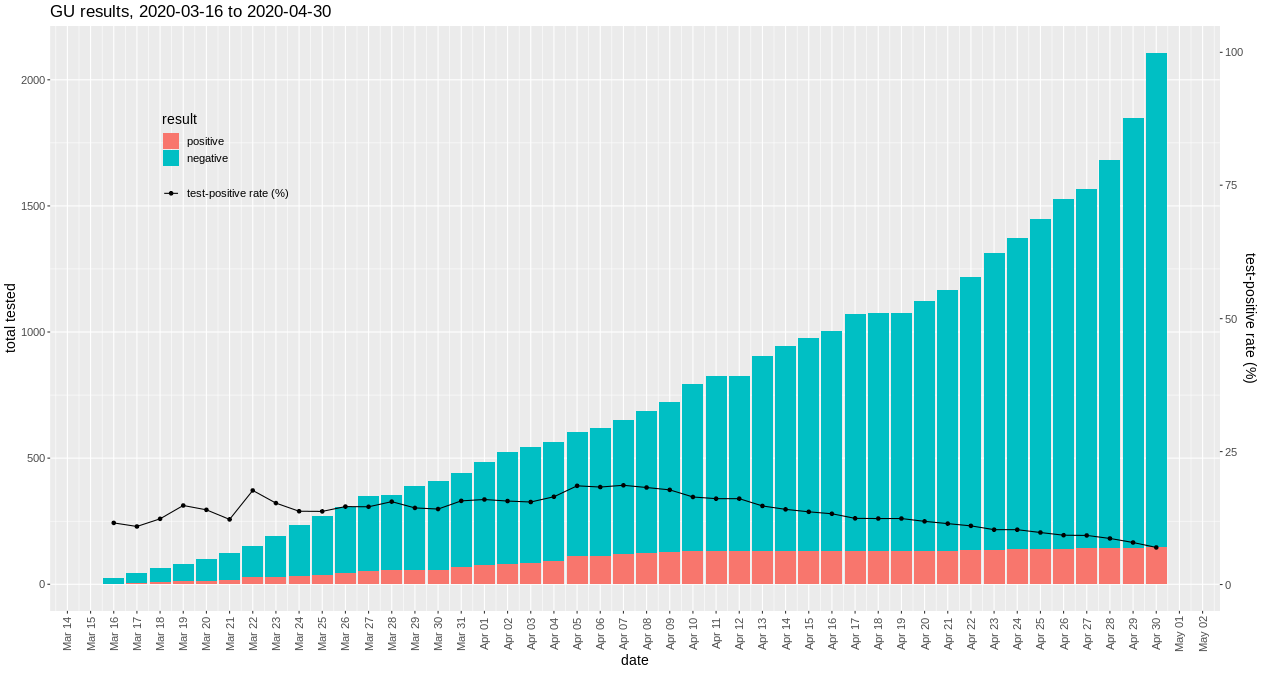 GU results, 2020-03-16 to 2020-04-30
total tested
2000
1500
1000
500
0
result
positive
negative
test-positive rate (%)
100
75
50
25
0
test-positive rate (%)
Mar 14
Mar 15
Mar 16
Mar 17
Mar 18
Mar 19
Mar 20
Mar 21
Mar 22
Mar 23
Mar 24
Mar 25
Mar 26
Mar 27
Mar 28
Mar 29
Mar 30
Mar 31
Apr 01
Apr 02
Apr 03
Apr 04
Apr 05
Apr 06
Apr 07
Apr 08
Apr 09
Apr 10
Apr 11
Apr 12
Apr 13
Apr 14
Apr 15
Apr 16
Apr 17
Apr 18
Apr 19
Apr 20
Apr 21
Apr 22
Apr 23
Apr 24
Apr 25
Apr 26
Apr 27
Apr 28
Apr 29
Apr 30
May 01
May 02
date